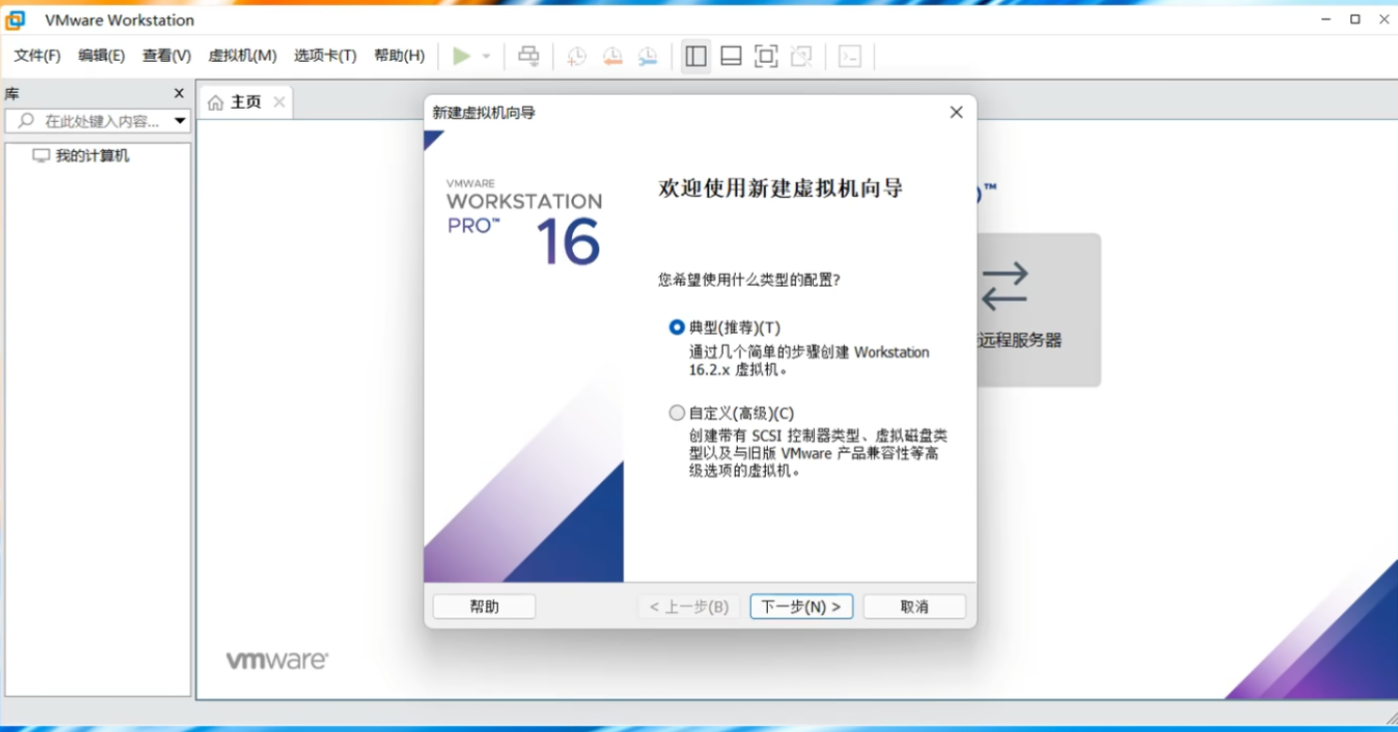 VMware Workstation
文件(F) 编辑(E) 查看(V) 虚拟机(M) 选项卡(T) 帮助(H)
库
在此处键入内容...
我的计算机
主页
新建虚拟机向导
VMWARE
WORKSTATION
PRO™ 16
欢迎使用新建虚拟机向导
您希望使用什么类型的配置?
典型(推荐)(T)
通过几个简单的步骤创建 Workstation
16.2.x 虚拟机。
自定义(高级)(C)
创建带有 SCSI 控制器类型、虚拟磁盘类
型以及与旧版 VMware 产品兼容性等高
级选项的虚拟机。
帮助
< 上一步(B)
下一步(N) >
取消
™
远程服务器
vmware®